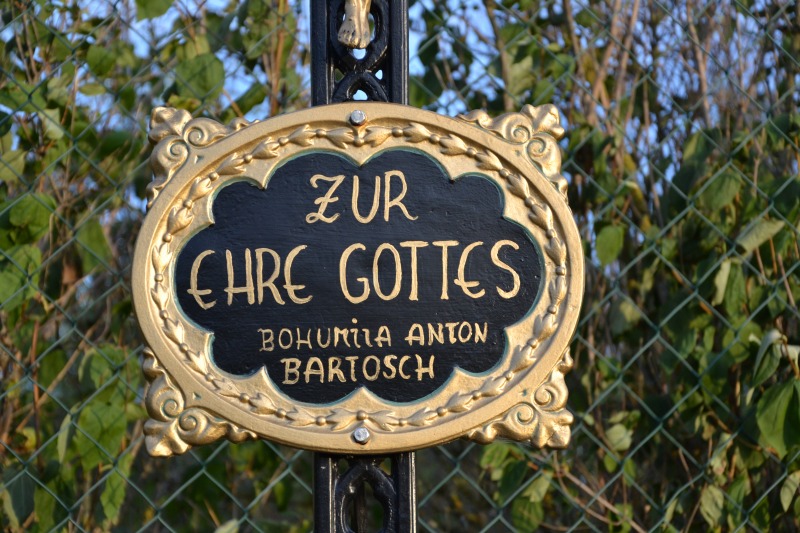 ZUR
EHRE GOTTES
BOHUMILA ANTON
BARTOSCH